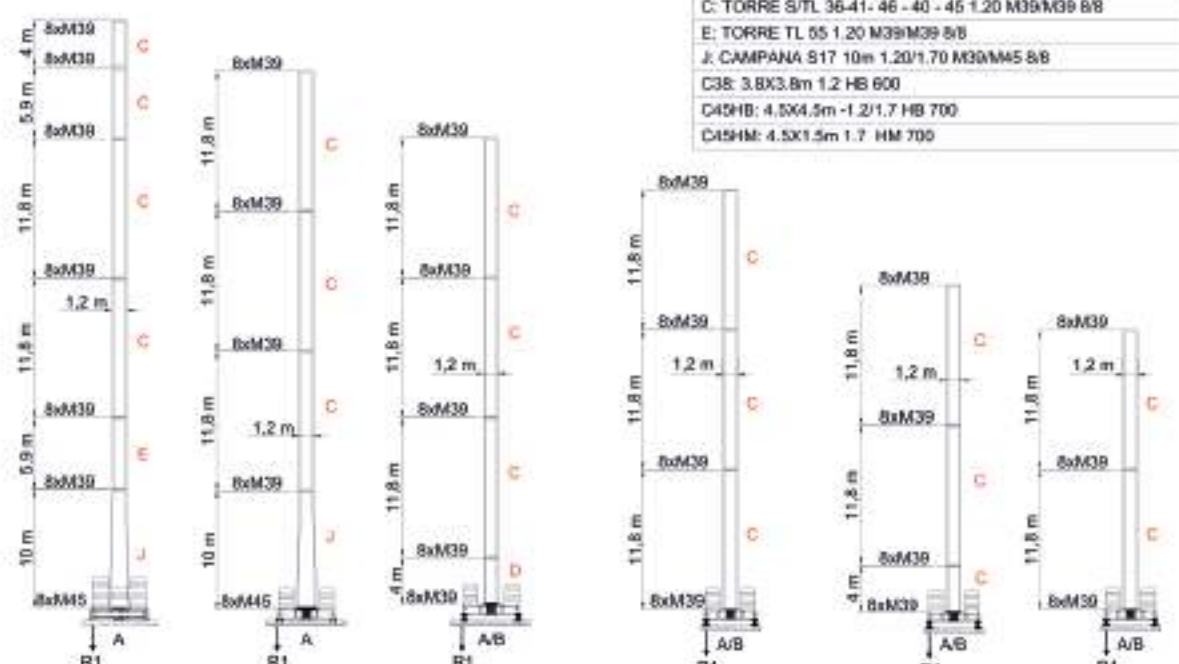 C: TORRE S/TL 36-41- 46 - 40 - 45 1.20 M39/M39 8/8
E: TORRE TL 55 1.20 M39/M39 8/8
J: CAMPANA S17 10m 1.20/1.70 M39/M45 8/8
C38: 3.8X3.8m 1.2 HB 600
C45HB: 4.5X4.5m -1.2/1.7 HB 700
C45HM: 4.5X1.5m 1.7 HM 700
8xM39
4 m
C
8xM39
5,9 m
C
8xM39
11,8 m
C
8xM39
1,2 m
11,8 m
C
8xM39
5,9 m
E
8xM39
10 m
J
8xM45
A
R1
8xM39
11,8 m
C
8xM39
11,8 m
C
8xM39
11,8 m
C
1,2 m
8xM39
10 m
J
8xM45
A
R1
8xM39
11,8 m
C
8xM39
11,8 m
C
1,2 m
8xM39
11,8 m
C
8xM39
4 m
D
8xM39
A/B
R1
8xM39
11,8 m
C
8xM39
1,2 m
11,8 m
C
8xM39
11,8 m
C
8xM39
A/B
8xM39
11,8 m
C
1,2 m
8xM39
11,8 m
C
8xM39
4 m
C
8xM39
A/B
8xM39
1,2 m
11,8 m
C
8xM39
11,8 m
C
8xM39
A/B